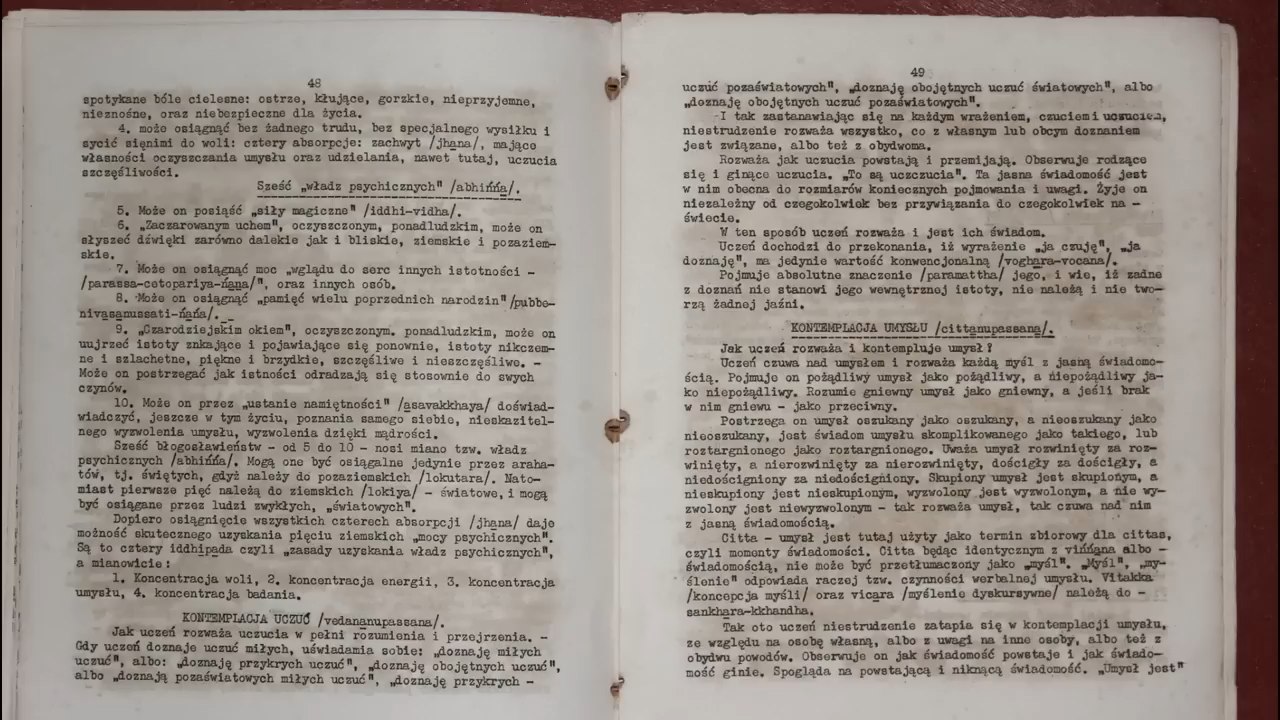 48
spotykane bóle cielesne: ostrze, kłujące, gorzkie, nieprzyjemne,
nieznośne, oraz niebezpieczne dla życia.
4. może osiągnąć bez żadnego trudu, bez specjalnego wysiłku i
sycić sięnimi do woli: cztery absorpcje: zachwyt /jhana/, mające
własności oczyszczania umysłu oraz udzielania, nawet tutaj, uczucia
szczęśliwości.
Sześć „władz psychicznych" /abhińńa/.
5. Może on posiąść „siły magiczne" /iddhi-vidha/.
6. „Zaczarowanym uchem", oczyszczonym, ponadludzkim, może on
słyszeć dźwięki zarówno dalekie jak i bliskie, ziemskie i pozaziem-
skie.
7. Może on osiągnąć moc „wglądu do serc innych istotności -
/parassa-cetopariya-ńana/", oraz innych osób.
8. Może on osiągnąć „pamięć wielu poprzednich narodzin" /pubbe-
nivasanussati-ńańa/.
9. „Czarodziejskim okiem", oczyszczonym. ponadludzkim, może on
uujrzeć istoty znkające i pojawiające się ponownie, istoty nikczem-
ne i szlachetne, piękne i brzydkie, szczęśliwe i nieszczęśliwe. -
Może on postrzegać jak istności odradzają się stosownie do swych
czynów.
10. Może on przez „ustanie namiętności" /asavakkhaya/ doświad-
wiadczyć, jeszcze w tym życiu, poznania samego siebie, nieskazitel-
nego wyzwolenia umysłu, wyzwolenia dzięki mądrości.
Sześć błogosławieństw - od 5 do 10 - nosi miano tzw. władz
psychicznych /abhińńa/. Mogą one być osiągalne jedynie przez araha-
tów, tj. świętych, gdyż należy do pozaziemskich /lokutara/. Nato-
miast pierwsze pięć należą do ziemskich /lokiya/ - światowe, i mogą
być osiągane przez ludzi zwykłych, „światowych".
Dopiero osiągnięcie wszystkich czterech absorpcji /jhana/ daje
możność skutecznego uzyskania pięciu ziemskich „mocy psychicznych".
Są to cztery iddhipada czyli „zasady uzyskania władz psychicznych",
a mianowicie:
1. Koncentracja woli, 2. koncentracja energii, 3. koncentracja
umysłu, 4. koncentracja badania.
KONTEMPLACJA UCZUĆ /vedananupassana/.
Jak uczeń rozważa uczucia w pełni rozumienia i przejrzenia. -
Gdy uczeń doznaje uczuć miłych, uświadamia sobie: „doznaję miłych
uczuć", albo: „doznaję przykrych uczuć", „doznaję obojętnych uczuć",
albo „doznają pozaświatowych miłych uczuć", „doznaję przykrych -
49
uczuć pozaświatowych", „doznaję obojętnych uczuć światowych", albo
„doznaję obojętnych uczuć pozaświatowych".
I tak zastanawiając się na każdym wrażeniem, czuciem i uczuciem,
niestrudzenie rozważa wszystko, co z własnym lub obcym doznaniem
jest związane, albo też z obydwoma.
Rozważa jak uczucia powstają i przemijają. Obserwuje rodzące
się i ginące uczucia. „To są uczczucia". Ta jasna świadomość jest
w nim obecna do rozmiarów koniecznych pojmowania i uwagi. Żyje on
niezależny od czegokolwiek bez przywiązania do czegokolwiek na -
świecie.
W ten sposób uczeń rozważa i jest ich świadom.
Uczeń dochodzi do przekonania, iż wyrażenie „ja czuję", „ja
doznaję", ma jedynie wartość konwencjonalną /voghara-vocana/.
Pojmuje absolutne znaczenie /paramattha/ jego, i wie, iż żadne
z doznań nie stanowi jego wewnętrznej istoty, nie należą i nie two-
rzą żadnej jaźni.
KONTEMPLACJA UMYSŁU /cittanupassana/.
Jak uczeń rozważa i kontempluje umysł?
Uczeń czuwa nad umysłem i rozważa każdą myśl z jasną świadomo-
ścią. Pojmuje on pożądliwy umysł jako pożądliwy, a niepożądliwy ja-
ko niepożądliwy. Rozumie gniewny umysł jako gniewny, a jeśli brak
w nim gniewu - jako przeciwny.
Postrzega on umysł oszukany jako oszukany, a nieoszukany jako
nieoszukany, jest świadom umysłu skomplikowanego jako takiego, lub
roztargnionego jako roztargnionego. Uważa umysł rozwinięty za roz-
winięty, a nierozwinięty za nierozwinięty, dościgły za dościgły, a
niedościgniony za niedościgniony. Skupiony umysł jest skupionym, a
nieskupiony jest nieskupionym, wyzwolony jest wyzwolonym, a nie wy-
zwolony jest niewyzwolonym - tak rozważa umysł, tak czuwa nad nim
z jasną świadomością.
Citta - umysł jest tutaj użyty jako termin zbiorowy dla cittas,
czyli momenty świadomości. Citta będąc identycznym z vińńana albo -
świadomością, nie może być przetłumaczony jako „myśl". „Myśl", „my-
ślenie" odpowiada raczej tzw. czynności werbalnej umysłu. Vitakka
/koncepcja myśli/ oraz vicara /myślenie dyskursywne/ należą do -
sankhara-kkhandha.
Tak oto uczeń niestrudzenie zatapia się w kontemplacji umysłu,
ze względu na osobę własną, albo z uwagi na inne osoby, albo też z
obydwu powodów. Obserwuje on jak świadomość powstaje i jak świado-
mość ginie. Spogląda na powstającą i niknącą świadomość. „Umysł jest"